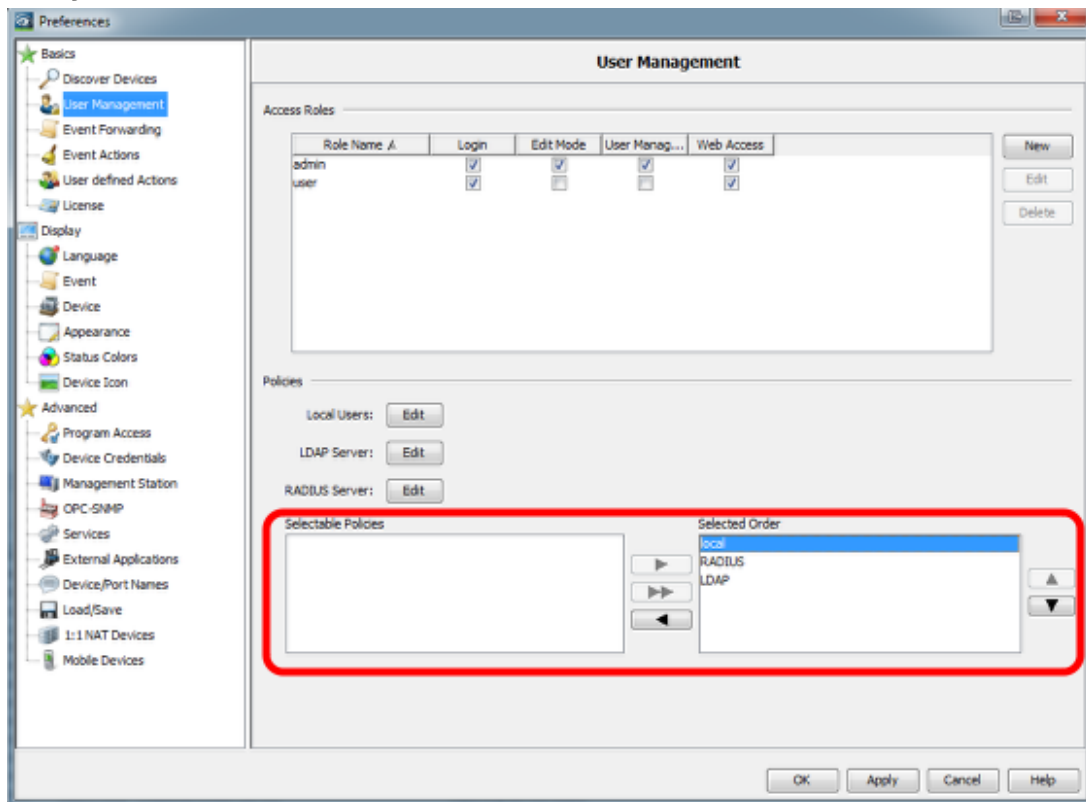 Preferences
Basics
Discover Devices
User Management
Event Forwarding
Event Actions
User defined Actions
License
Display
Language
Event
Device
Appearance
Status Colors
Device Icon
Advanced
Program Access
Device Credentials
Management Station
OPC-SNMP
Services
External Applications
Device/Port Names
Load/Save
1:1 NAT Devices
Mobile Devices
User Management
Access Roles
Role Name Login Edit Mode User Manag... Web Access
admin
user
New
Edit
Delete
Policies
Local Users: Edit
LDAP Server: Edit
RADIUS Server: Edit
Selectable Policies
Selected Order
local
RADIUS
LDAP
OK Apply Cancel Help